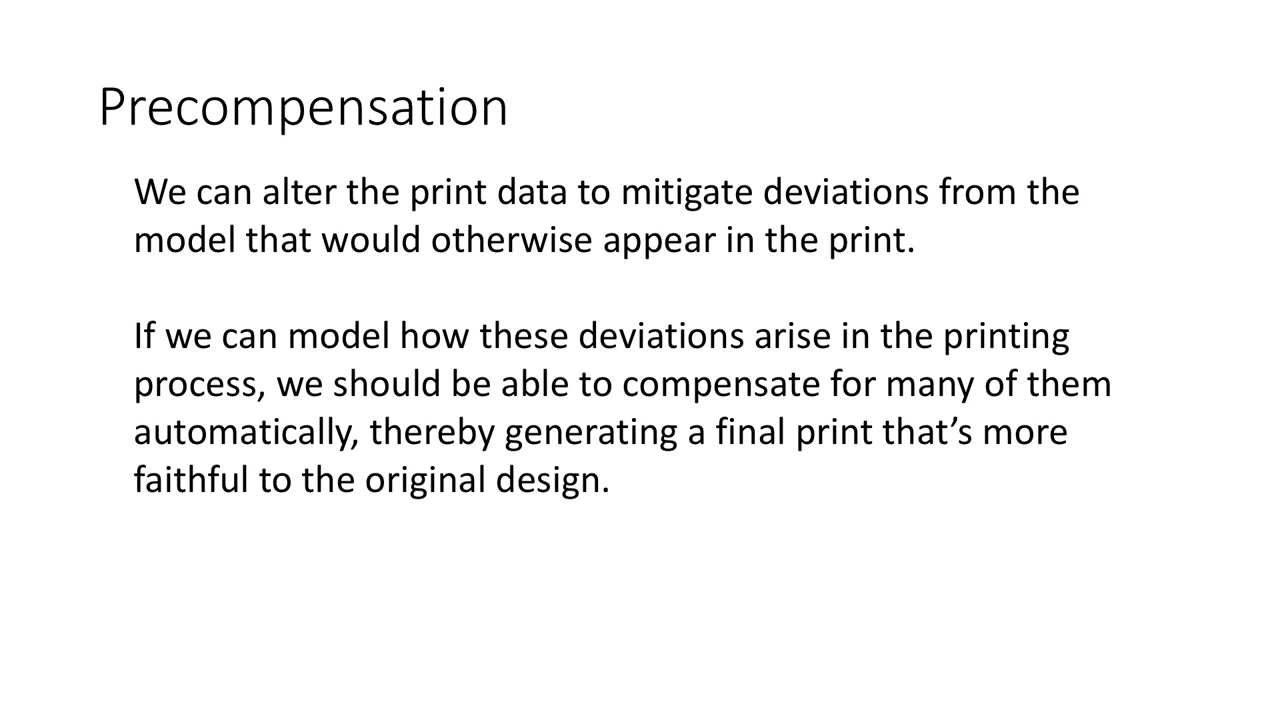 Precompensation
We can alter the print data to mitigate deviations from the
model that would otherwise appear in the print.
If we can model how these deviations arise in the printing
process, we should be able to compensate for many of them
automatically, thereby generating a final print that’s more
faithful to the original design.